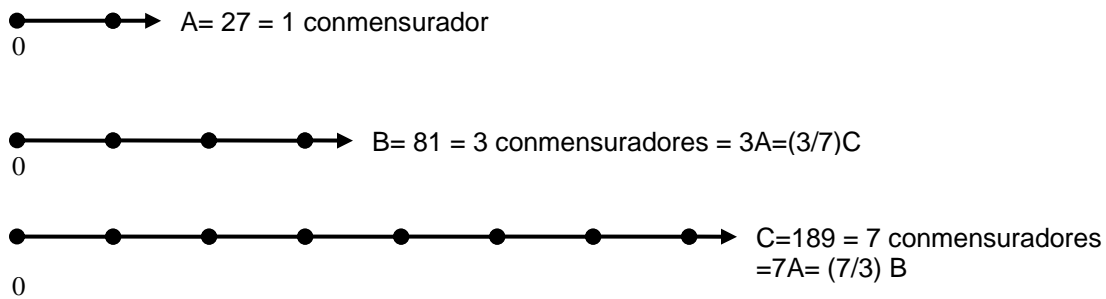 A= 27 = 1 conmensurador
0
B= 81 = 3 conmensuradores = 3A=(3/7)C
0
C=189 = 7 conmensuradores
=7A= (7/3) B
0